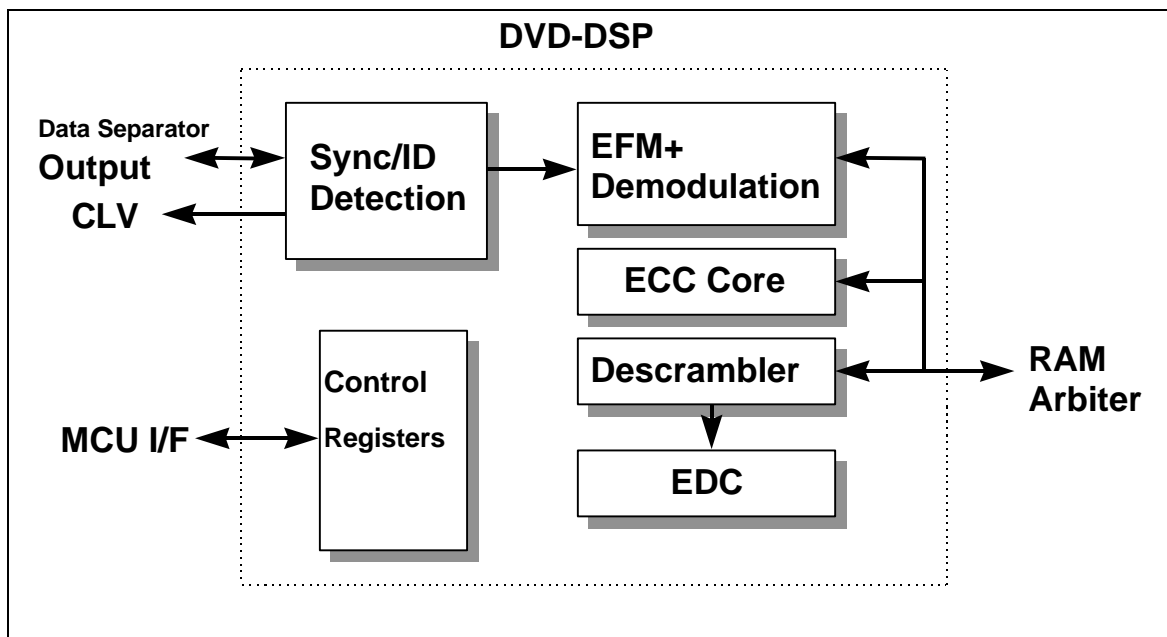 DVD-DSP
Data Separator
Output
CLV
Sync/ID
Detection
EFM+
Demodulation
ECC Core
Descrambler
EDC
RAM
Arbiter
MCU I/F
Control
Registers